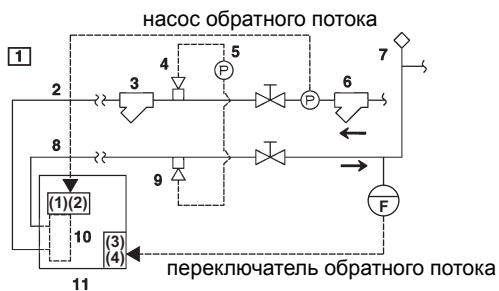 насос обратного потока
1
2
3
4
5
6
7
P
P
8
9
F
(1)(2)
10
(3)
(4)
11
переключатель обратного потока